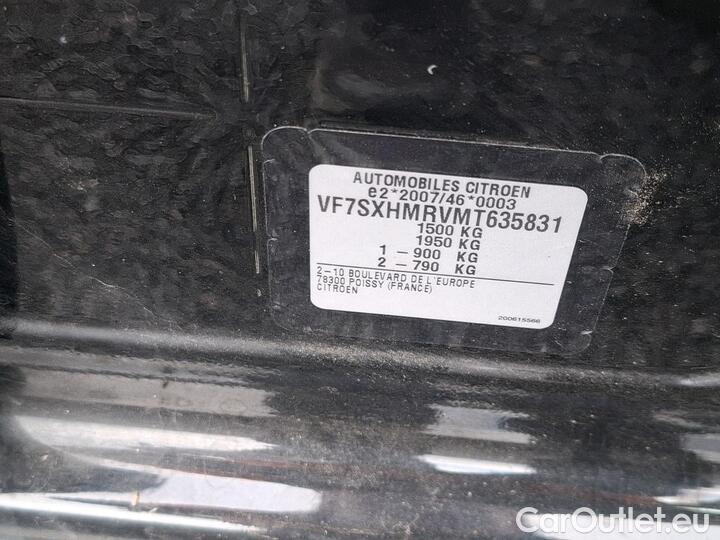 AUTOMOBILES CITROEN
e2*2007/46*0003
VF7SXHMRVMT635831
1500 KG
1950 KG
1 – 900 KG
2 – 790 KG
2–10 BOULEVARD DE L'EUROPE
78300 POISSY (FRANCE)
CITROEN
200615566
CarOutlet.eu